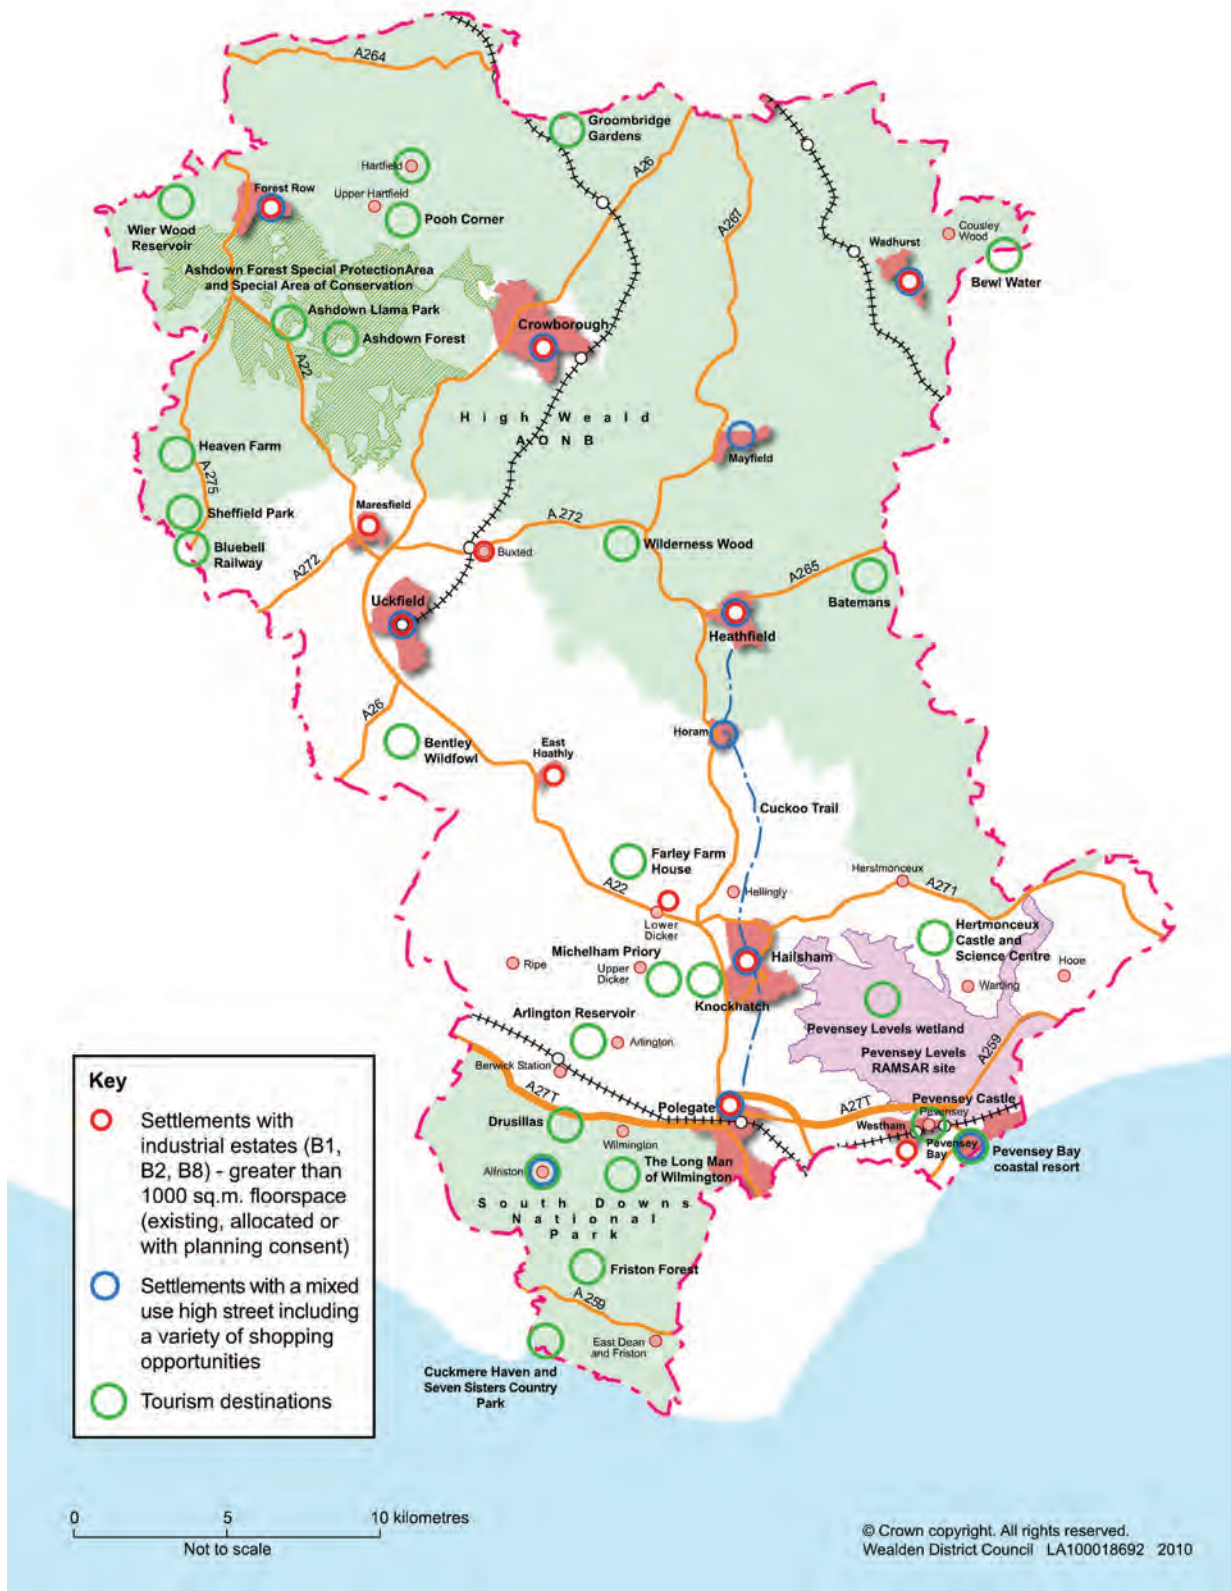 A264
Groombridge
Gardens
A26
Hartfield
Forest Row
Upper Hartfield
Pooh Corner
A267
Wier Wood
Reservoir
Cousley
Wood
Wadhurst
Bewl Water
Ashdown Forest Special ProtectionArea
and Special Area of Conservation
Ashdown Llama Park
Ashdown Forest
Crowborough
A22
High Weald
AONB
Mayfield
Heaven Farm
A275
Sheffield Park
Maresfield
A 272
Bluebell
Railway
Buxted
Wilderness Wood
A272
A265
Batemans
Uckfield
Heathfield
A26
Horam
Bentley
Wildfowl
East
Hoathly
Cuckoo Trail
Farley Farm
House
Herstmonceux
A271
A22
Hellingly
Lower
Dicker
Hertmonceux
Castle and
Science Centre
Michelham Priory
Hailsham
Ripe
Upper
Dicker
Hooe
Wartling
Knockhatch
Arlington Reservoir
Pevensey Levels wetland
Arlington
Pevensey Levels
RAMSAR site
A259
Berwick Station
A27T
Polegate
A27T
Pevensey Castle
Pevensey
Drusillas
Westham
Wilmington
Pevensey
Bay
Pevensey Bay
coastal resort
Alfriston
The Long Man
of Wilmington
South Downs
National
Park
Friston Forest
A 259
East Dean
and Friston
Cuckmere Haven and
Seven Sisters Country
Park
Key
Settlements with
industrial estates (B1,
B2, B8) - greater than
1000 sq.m. floorspace
(existing, allocated or
with planning consent)
Settlements with a mixed
use high street including
a variety of shopping
opportunities
Tourism destinations
0 5 10 kilometres
Not to scale
© Crown copyright. All rights reserved.
Wealden District Council LA100018692 2010